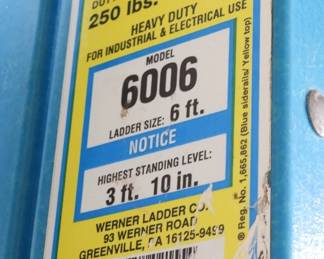 250 lbs.
HEAVY DUTY
FOR INDUSTRIAL & ELECTRICAL USE
MODEL
6006
LADDER SIZE: 6 ft.
NOTICE
HIGHEST STANDING LEVEL:
3 ft. 10 in.
WERNER LADDER CO.
93 WERNER ROAD
GREENVILLE, PA 16125-9499
® Reg. No. 1,665,862 (Blue siderails/ Yellow top)